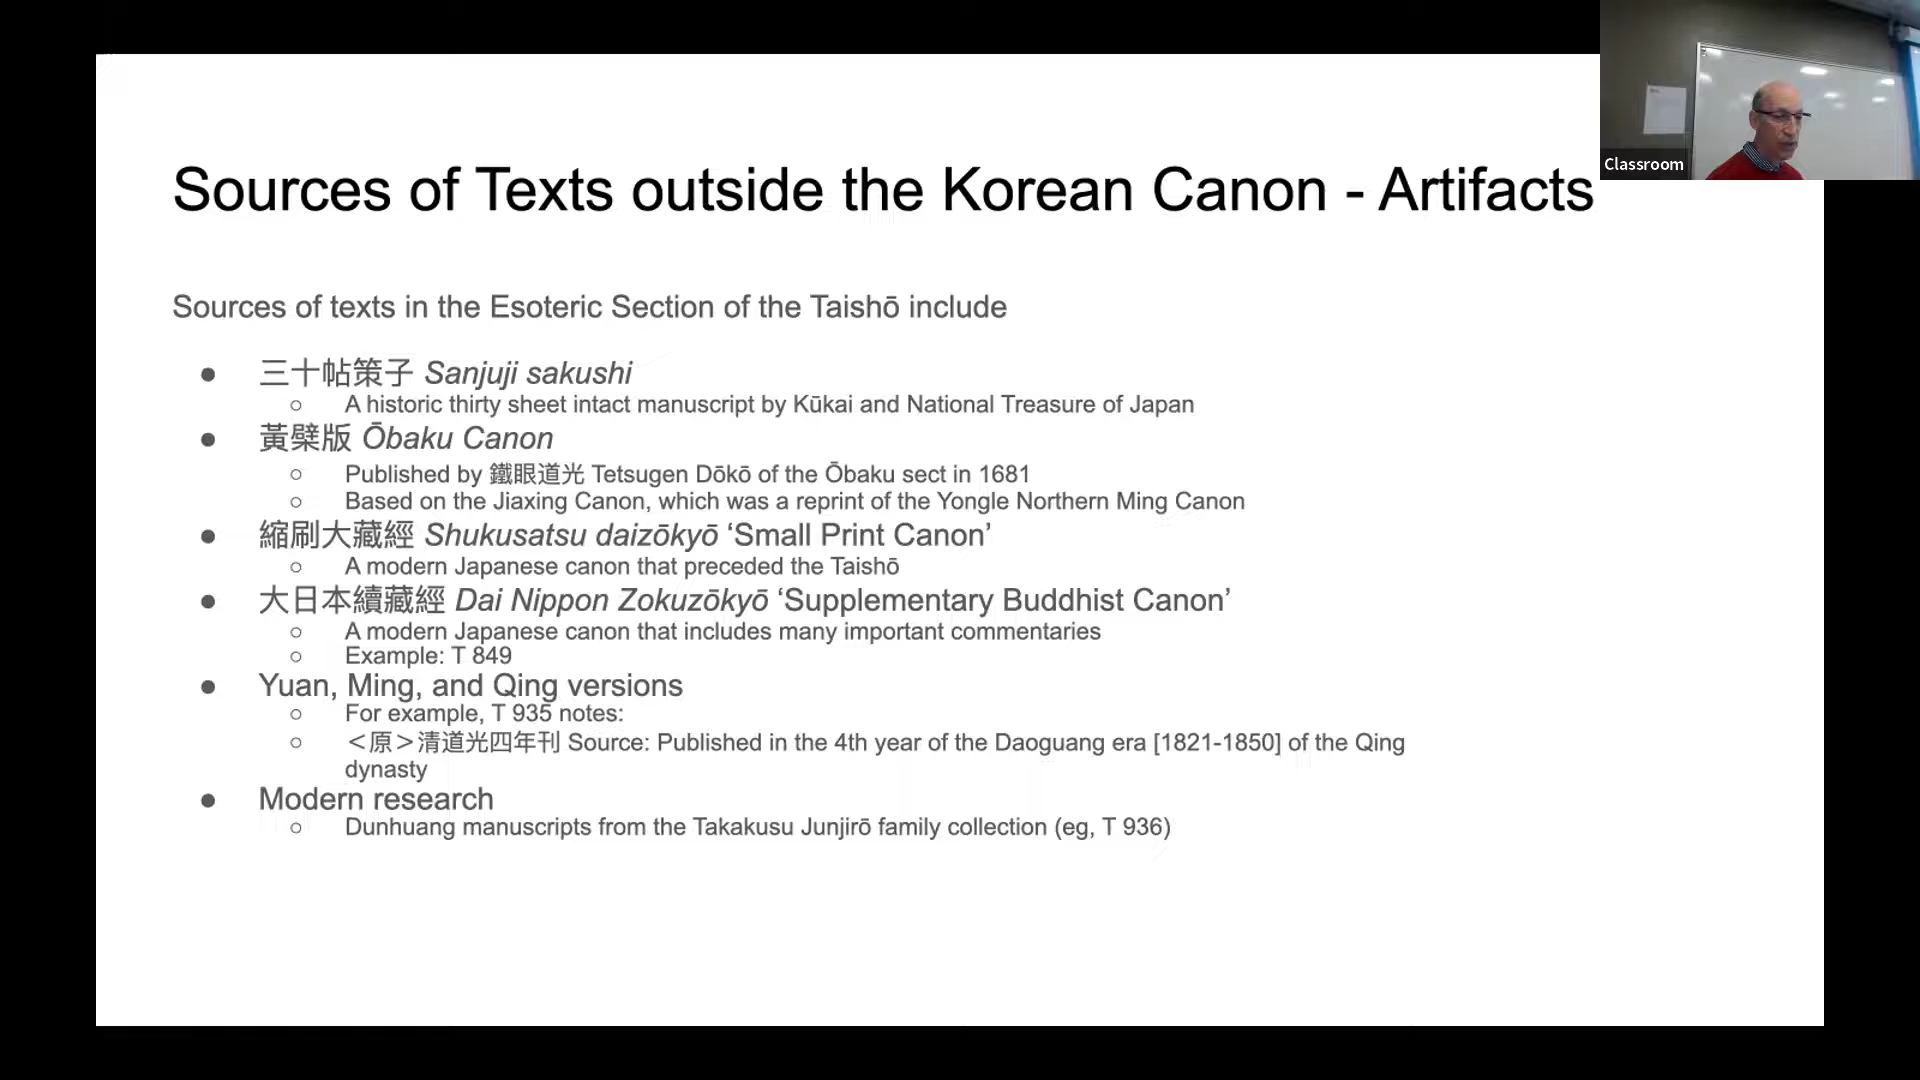 Classroom
Sources of Texts outside the Korean Canon - Artifacts
Sources of texts in the Esoteric Section of the Taishō include
● 三十帖策子 Sanjuji sakushi
○ A historic thirty sheet intact manuscript by Kūkai and National Treasure of Japan
● 黃檗版 Ōbaku Canon
○ Published by 鐵眼道光 Tetsugen Dōkō of the Ōbaku sect in 1681
○ Based on the Jiaxing Canon, which was a reprint of the Yongle Northern Ming Canon
● 縮刷大藏經 Shukusatsu daizōkyō ‘Small Print Canon’
○ A modern Japanese canon that preceded the Taishō
● 大日本續藏經 Dai Nippon Zokuzōkyō ‘Supplementary Buddhist Canon’
○ A modern Japanese canon that includes many important commentaries
○ Example: T 849
● Yuan, Ming, and Qing versions
○ For example, T 935 notes:
○ ＜原＞清道光四年刊 Source: Published in the 4th year of the Daoguang era [1821-1850] of the Qing
dynasty
● Modern research
○ Dunhuang manuscripts from the Takakusu Junjirō family collection (eg, T 936)